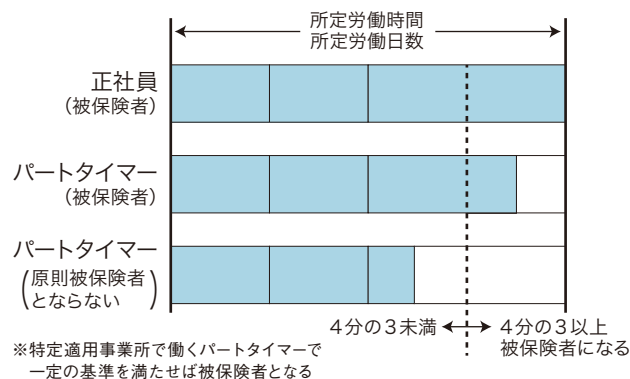 所定労働時間
所定労働日数
正社員
(被保険者)
パートタイマー
(被保険者)
パートタイマー
(原則被保険者
とならない)
4分の3未満
4分の3以上
被保険者になる
※特定適用事業所で働くパートタイマーで
一定の基準を満たせば被保険者となる